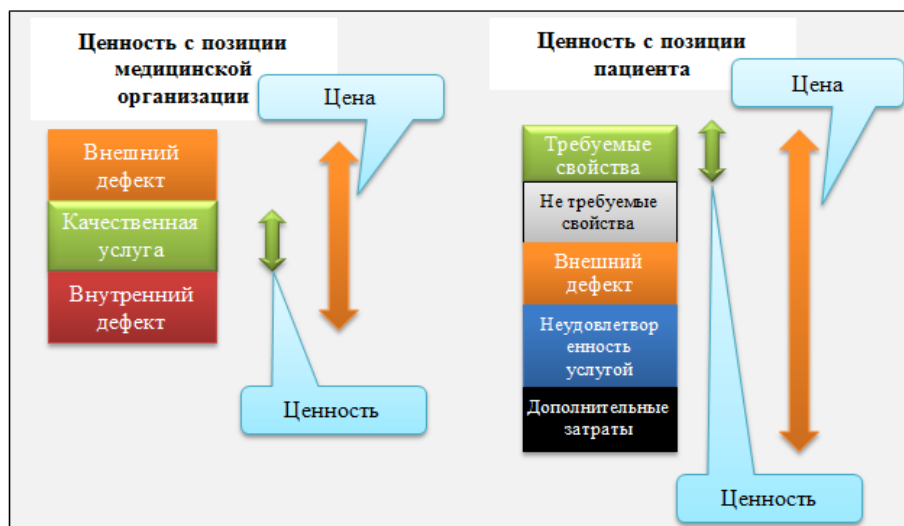 Ценность с позиции
медицинской
организации
Цена
Внешний
дефект
Качественная
услуга
Внутренний
дефект
Ценность
Ценность с позиции
пациента
Цена
Требуемые
свойства
Не требуемые
свойства
Внешний
дефект
Неудовлетвор
енность
услугой
Дополнительные
затраты
Ценность